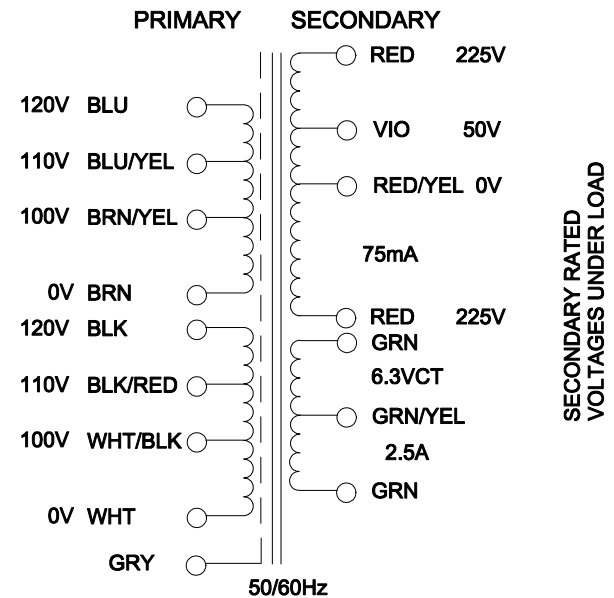 PRIMARY SECONDARY
RED 225V
120V BLU
VIO 50V
110V BLU/YEL
RED/YEL 0V
100V BRN/YEL
75mA
0V BRN
RED 225V
120V BLK
GRN
6.3VCT
110V BLK/RED
GRN/YEL
100V WHT/BLK
2.5A
GRN
0V WHT
GRY
50/60Hz
SECONDARY RATED
VOLTAGES UNDER LOAD